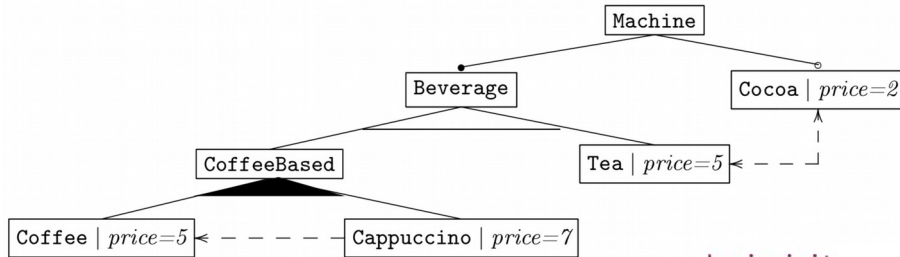 Machine
Beverage
Cocoa | price=2
CoffeeBased
Tea | price=5
Coffee | price=5
Cappuccino | price=7